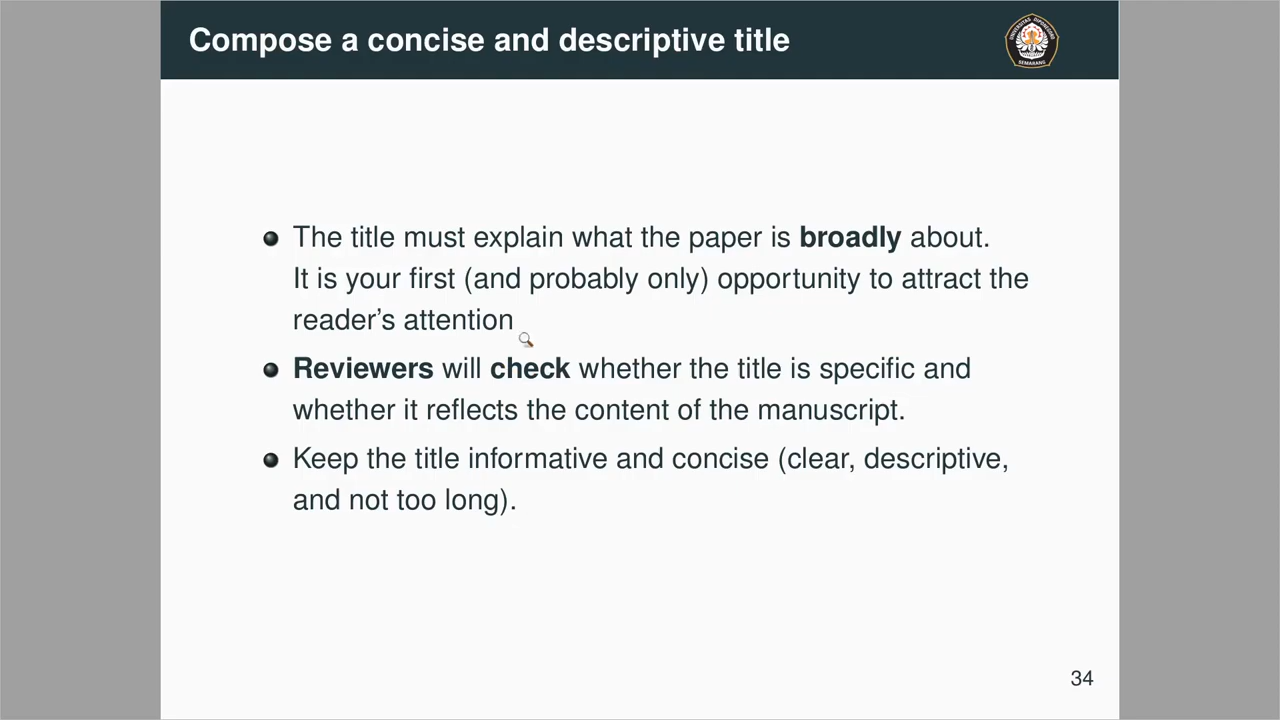 Compose a concise and descriptive title
UNIVERSITAS DIPONEGORO
SEMARANG
The title must explain what the paper is broadly about.
It is your first (and probably only) opportunity to attract the
reader's attention
Reviewers will check whether the title is specific and
whether it reflects the content of the manuscript.
Keep the title informative and concise (clear, descriptive,
and not too long).
34